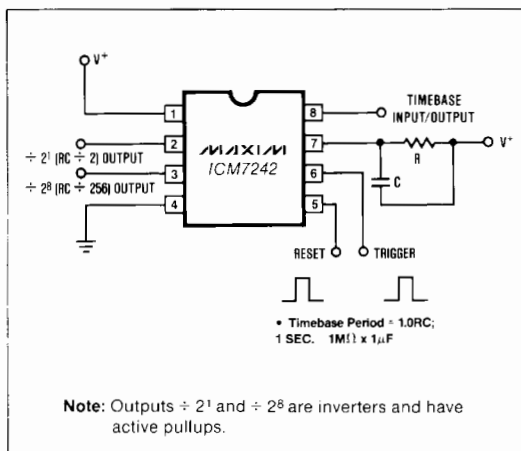 V⁺
TIMEBASE
INPUT/OUTPUT
1
8
MAXIM
ICM7242
2
7
R
V⁺
÷ 2¹ (RC ÷ 2) OUTPUT
3
6
C
÷ 2⁸ (RC ÷ 256) OUTPUT
4
5
RESET
TRIGGER
• Timebase Period = 1.0RC;
1 SEC. 1MΩ x 1µF
Note: Outputs ÷ 2¹ and ÷ 2⁸ are inverters and have
active pullups.